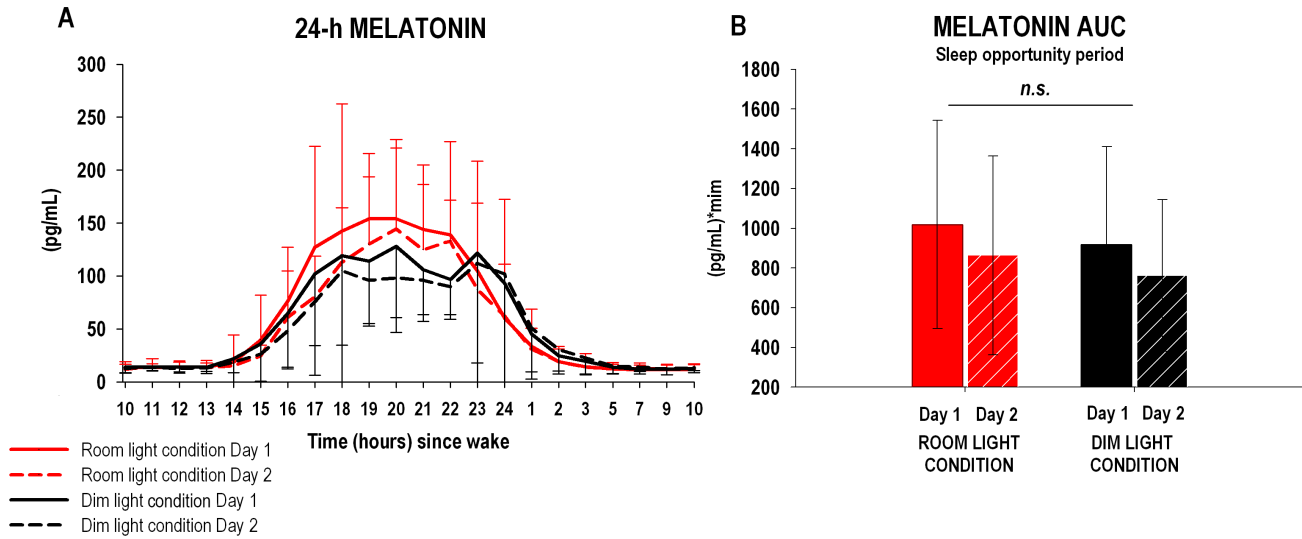 A
24-h MELATONIN
300
250
200
150
100
50
0
(pg/mL)
10 11 12 13 14 15 16 17 18 19 20 21 22 23 24 1 2 3 5 7 9 10
Time (hours) since wake
Room light condition Day 1
Room light condition Day 2
Dim light condition Day 1
Dim light condition Day 2
B
MELATONIN AUC
Sleep opportunity period
n.s.
1800
1600
1400
1200
1000
800
600
400
200
(pg/mL)*mim
Day 1 Day 2 Day 1 Day 2
ROOM LIGHT DIM LIGHT
CONDITION CONDITION